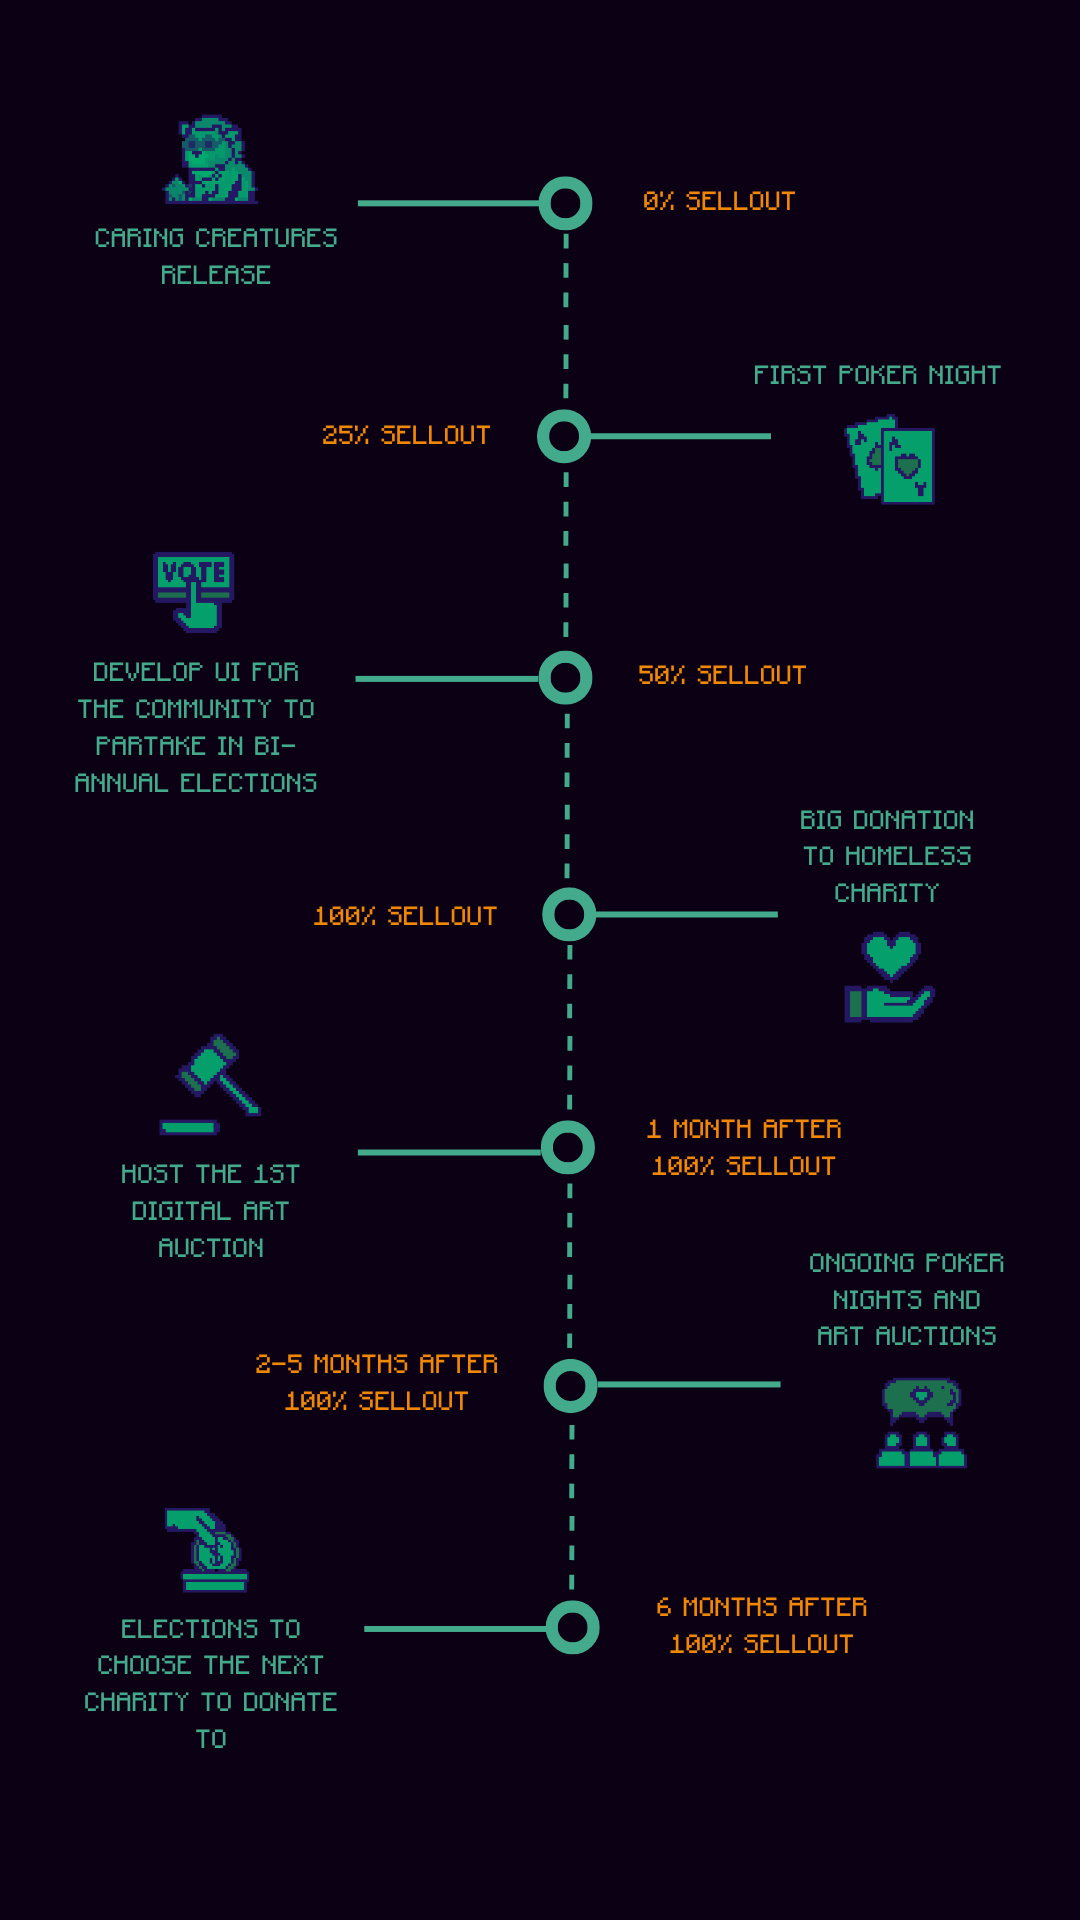 CARING CREATURES
RELEASE
0% SELLOUT
FIRST POKER NIGHT
A
A
A
25% SELLOUT
VOTE
DEVELOP UI FOR
THE COMMUNITY TO
PARTAKE IN BI-
ANNUAL ELECTIONS
50% SELLOUT
BIG DONATION
TO HOMELESS
CHARITY
100% SELLOUT
HOST THE 1ST
DIGITAL ART
AUCTION
1 MONTH AFTER
100% SELLOUT
ONGOING POKER
NIGHTS AND
ART AUCTIONS
2-5 MONTHS AFTER
100% SELLOUT
$
ELECTIONS TO
CHOOSE THE NEXT
CHARITY TO DONATE
TO
6 MONTHS AFTER
100% SELLOUT